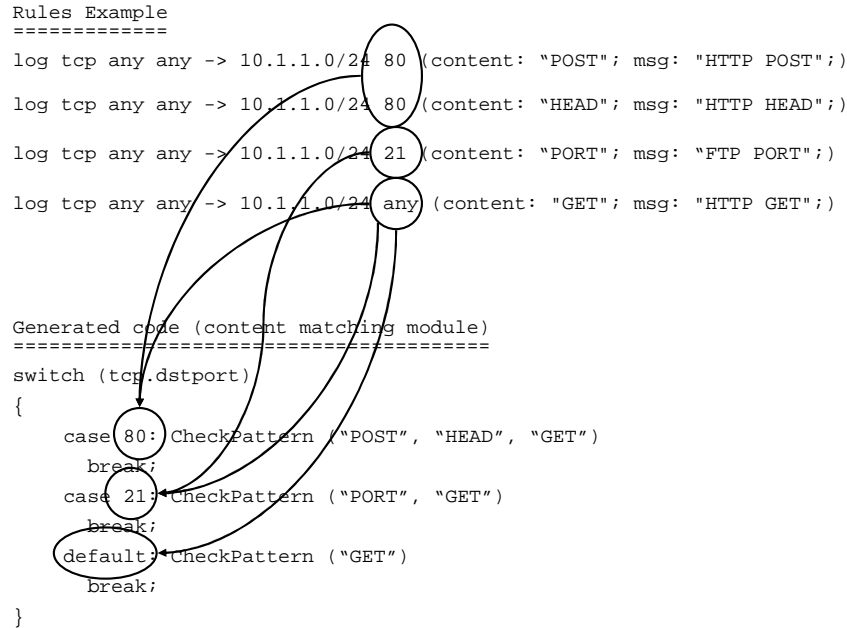 Rules Example
=============
log tcp any any -> 10.1.1.0/24 80 (content: “POST"; msg: "HTTP POST";)
log tcp any any -> 10.1.1.0/24 80 (content: “HEAD"; msg: "HTTP HEAD";)
log tcp any any -> 10.1.1.0/24 21 (content: “PORT"; msg: “FTP PORT";)
log tcp any any -> 10.1.1.0/24 any (content: "GET"; msg: "HTTP GET";)
Generated code (content matching module)
========================================
switch (tcp.dstport)
{
case 80: CheckPattern (“POST”, “HEAD”, “GET”)
break;
case 21: CheckPattern (“PORT”, “GET”)
break;
default: CheckPattern (“GET”)
break;
}